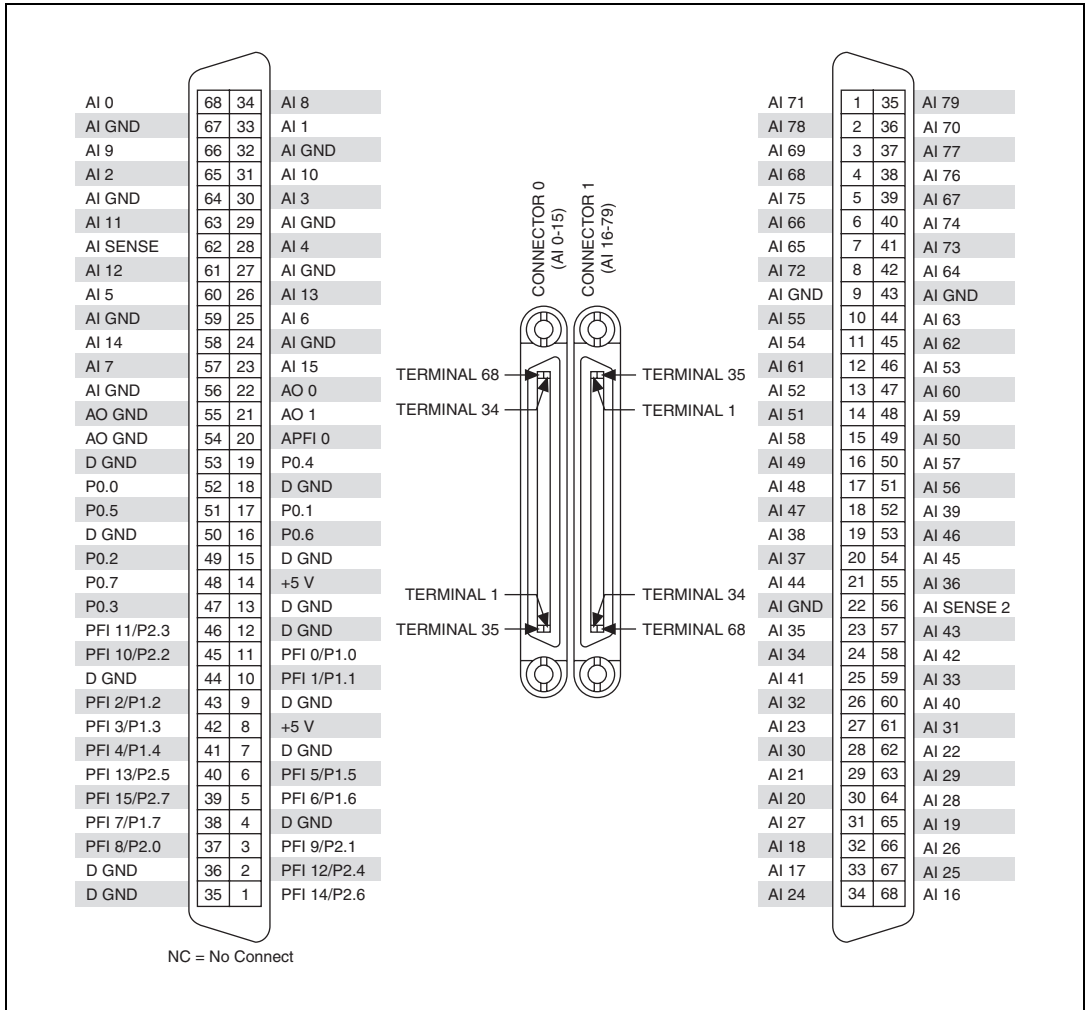 AI 0 68 34 AI 8
AI GND 67 33 AI 1
AI 9 66 32 AI GND
AI 2 65 31 AI 10
AI GND 64 30 AI 3
AI 11 63 29 AI GND
AI SENSE 62 28 AI 4
AI 12 61 27 AI GND
AI 5 60 26 AI 13
AI GND 59 25 AI 6
AI 14 58 24 AI GND
AI 7 57 23 AI 15
AI GND 56 22 AO 0
AO GND 55 21 AO 1
AO GND 54 20 APFI 0
D GND 53 19 P0.4
P0.0 52 18 D GND
P0.5 51 17 P0.1
D GND 50 16 P0.6
P0.2 49 15 D GND
P0.7 48 14 +5 V
P0.3 47 13 D GND
PFI 11/P2.3 46 12 D GND
PFI 10/P2.2 45 11 PFI 0/P1.0
D GND 44 10 PFI 1/P1.1
PFI 2/P1.2 43 9 D GND
PFI 3/P1.3 42 8 +5 V
PFI 4/P1.4 41 7 D GND
PFI 13/P2.5 40 6 PFI 5/P1.5
PFI 15/P2.7 39 5 PFI 6/P1.6
PFI 7/P1.7 38 4 D GND
PFI 8/P2.0 37 3 PFI 9/P2.1
D GND 36 2 PFI 12/P2.4
D GND 35 1 PFI 14/P2.6
NC = No Connect
CONNECTOR 0
(AI 0-15)
CONNECTOR 1
(AI 16-79)
TERMINAL 68
TERMINAL 34
TERMINAL 35
TERMINAL 1
TERMINAL 1
TERMINAL 35
TERMINAL 34
TERMINAL 68
AI 71 1 35 AI 79
AI 78 2 36 AI 70
AI 69 3 37 AI 77
AI 68 4 38 AI 76
AI 75 5 39 AI 67
AI 66 6 40 AI 74
AI 65 7 41 AI 73
AI 72 8 42 AI 64
AI GND 9 43 AI GND
AI 55 10 44 AI 63
AI 54 11 45 AI 62
AI 61 12 46 AI 53
AI 52 13 47 AI 60
AI 51 14 48 AI 59
AI 58 15 49 AI 50
AI 49 16 50 AI 57
AI 48 17 51 AI 56
AI 47 18 52 AI 39
AI 38 19 53 AI 46
AI 37 20 54 AI 45
AI 44 21 55 AI 36
AI GND 22 56 AI SENSE 2
AI 35 23 57 AI 43
AI 34 24 58 AI 42
AI 41 25 59 AI 33
AI 32 26 60 AI 40
AI 23 27 61 AI 31
AI 30 28 62 AI 22
AI 21 29 63 AI 29
AI 20 30 64 AI 28
AI 27 31 65 AI 19
AI 18 32 66 AI 26
AI 17 33 67 AI 25
AI 24 34 68 AI 16